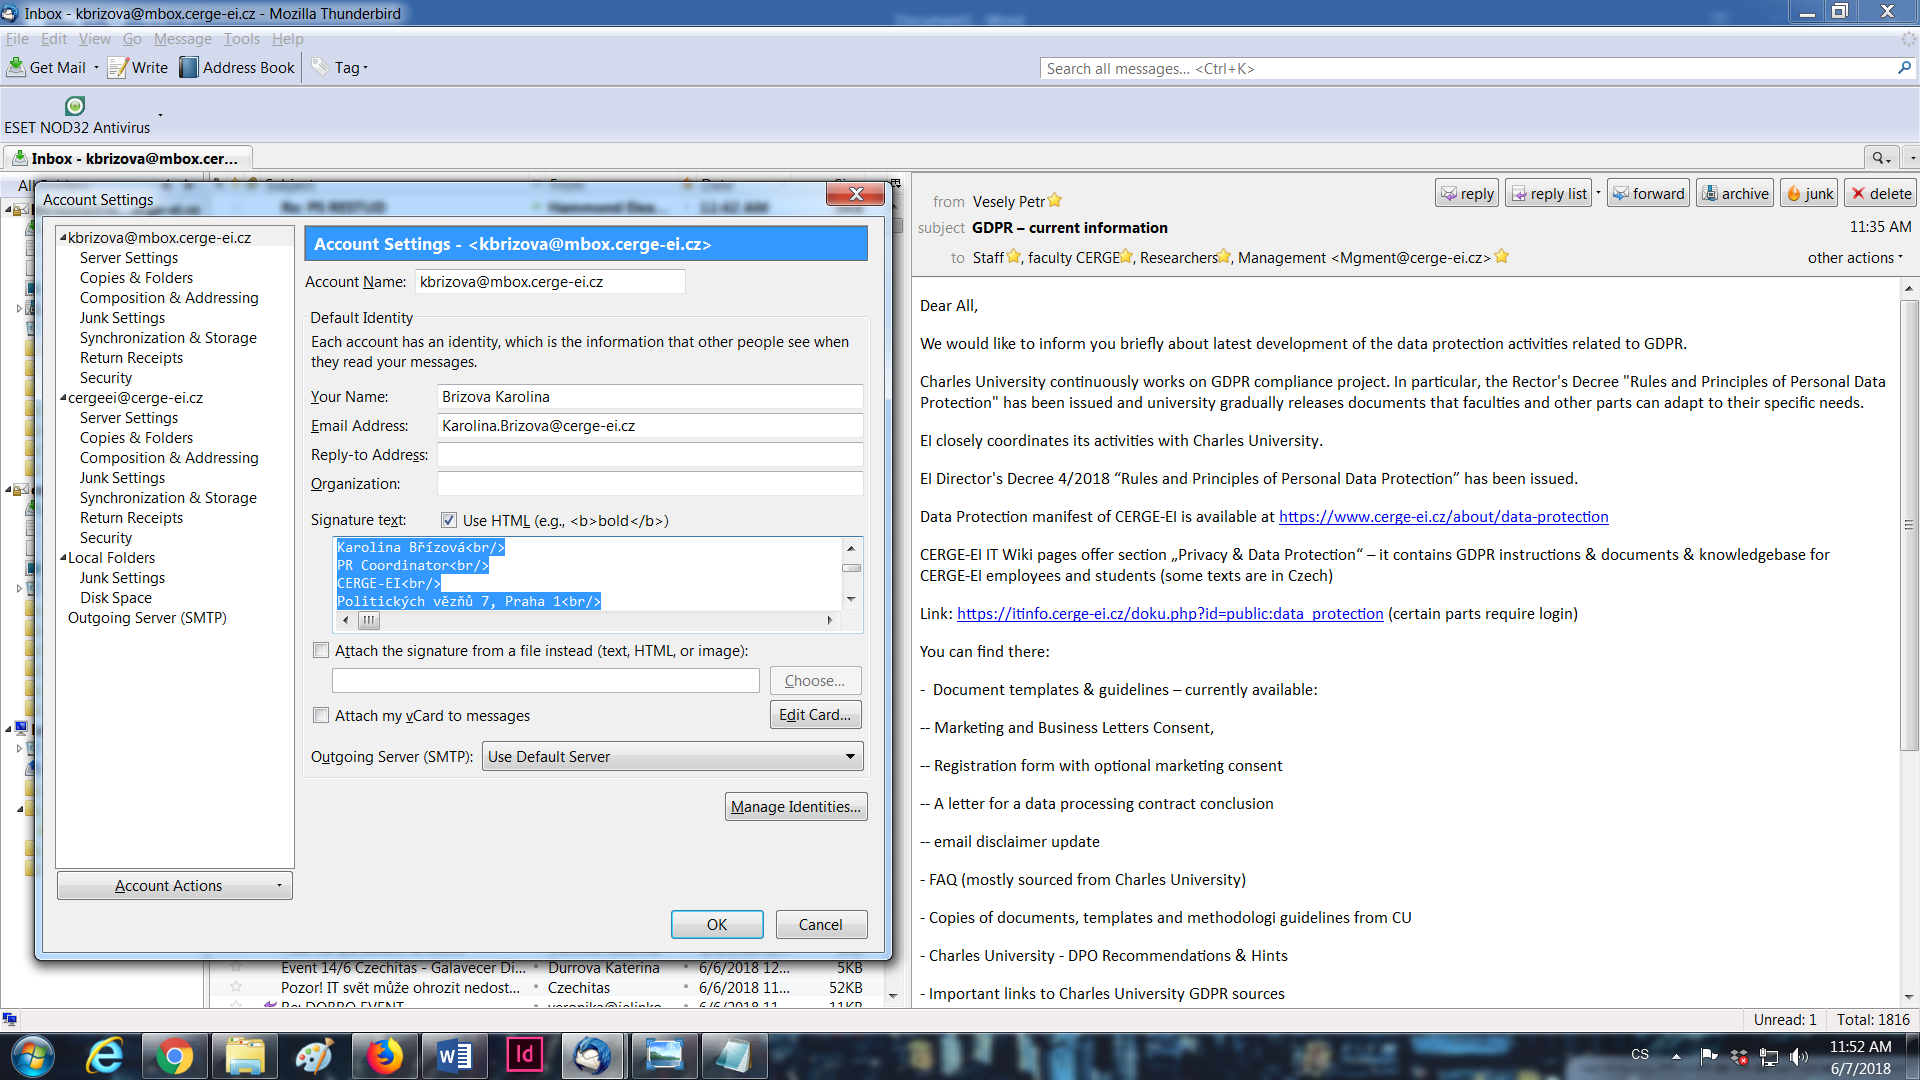 Inbox - kbrizova@mbox.cerge-ei.cz - Mozilla Thunderbird
File Edit View Go Message Tools Help
Get Mail Write Address Book Tag
Search all messages... <Ctrl+K>
ESET NOD32 Antivirus
Inbox - kbrizova@mbox.cer...
Account Settings
kbrizova@mbox.cerge-ei.cz
Server Settings
Copies & Folders
Composition & Addressing
Junk Settings
Synchronization & Storage
Return Receipts
Security
cergeei@cerge-ei.cz
Server Settings
Copies & Folders
Composition & Addressing
Junk Settings
Synchronization & Storage
Return Receipts
Security
Local Folders
Junk Settings
Disk Space
Outgoing Server (SMTP)
Account Actions
Account Settings - <kbrizova@mbox.cerge-ei.cz>
Account Name: kbrizova@mbox.cerge-ei.cz
Default Identity
Each account has an identity, which is the information that other people see when
they read your messages.
Your Name: Brizova Karolina
Email Address: Karolina.Brizova@cerge-ei.cz
Reply-to Address:
Organization:
Signature text: Use HTML (e.g., <b>bold</b>)
Karolina Břízová<br/>
PR Coordinator<br/>
CERGE-EI<br/>
Politických vězňů 7, Praha 1<br/>
Attach the signature from a file instead (text, HTML, or image):
Choose...
Attach my vCard to messages
Edit Card...
Outgoing Server (SMTP): Use Default Server
Manage Identities...
OK Cancel
Event 14/6 Czechitas - Galavecer Di... Durrova Katerina 6/6/2018 12... 5KB
Pozor! IT svět může ohrozit nedost... Czechitas 6/6/2018 11... 52KB
reply reply list forward archive junk delete
from Vesely Petr
subject GDPR – current information 11:35 AM
to Staff, faculty CERGE, Researchers, Management <Mgment@cerge-ei.cz> other actions
Dear All,
We would like to inform you briefly about latest development of the data protection activities related to GDPR.
Charles University continuously works on GDPR compliance project. In particular, the Rector's Decree "Rules and Principles of Personal Data
Protection" has been issued and university gradually releases documents that faculties and other parts can adapt to their specific needs.
EI closely coordinates its activities with Charles University.
EI Director's Decree 4/2018 “Rules and Principles of Personal Data Protection” has been issued.
Data Protection manifest of CERGE-EI is available at https://www.cerge-ei.cz/about/data-protection
CERGE-EI IT Wiki pages offer section „Privacy & Data Protection“ – it contains GDPR instructions & documents & knowledgebase for
CERGE-EI employees and students (some texts are in Czech)
Link: https://itinfo.cerge-ei.cz/doku.php?id=public:data_protection (certain parts require login)
You can find there:
- Document templates & guidelines – currently available:
-- Marketing and Business Letters Consent,
-- Registration form with optional marketing consent
-- A letter for a data processing contract conclusion
-- email disclaimer update
- FAQ (mostly sourced from Charles University)
- Copies of documents, templates and methodologi guidelines from CU
- Charles University - DPO Recommendations & Hints
- Important links to Charles University GDPR sources
Unread: 1 Total: 1816
CS 11:52 AM
6/7/2018